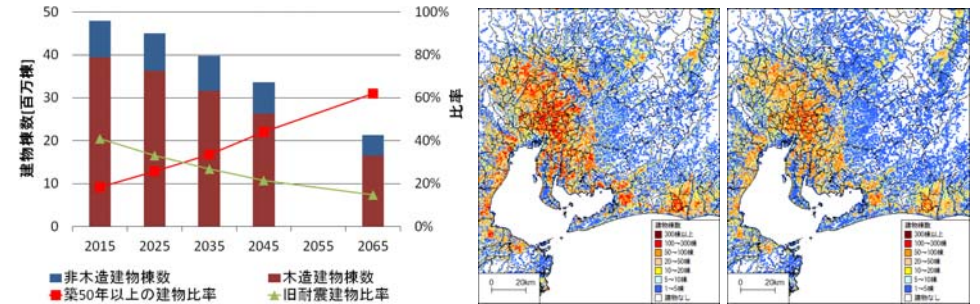 建物棟数[百万棟]
50
40
30
20
10
0
100%
80%
60%
40%
20%
0%
比率
2015 2025 2035 2045 2055 2065
非木造建物棟数 木造建物棟数
築50年以上の建物比率 旧耐震建物比率
建物棟数
300棟以上
100~300棟
50~100棟
20~50棟
10~20棟
5~10棟
1~5棟
建物なし
0 20km
建物棟数
300棟以上
100~300棟
50~100棟
20~50棟
10~20棟
5~10棟
1~5棟
建物なし
0 20km